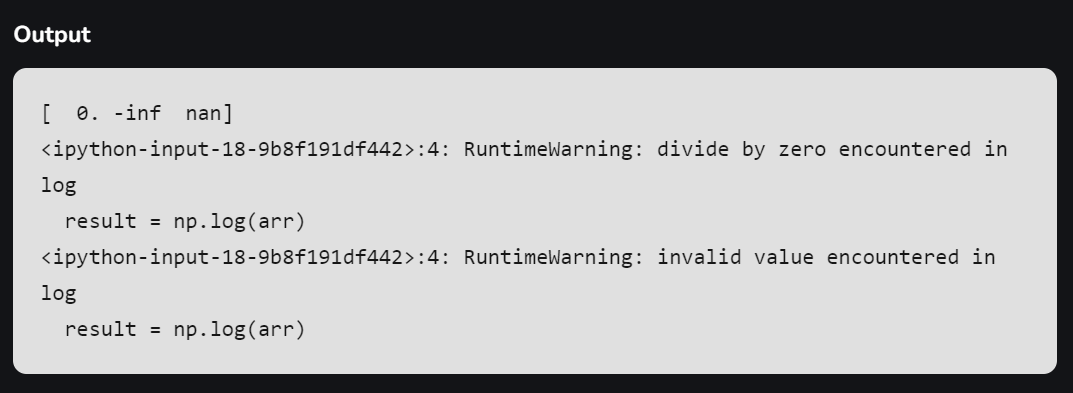 Output
[  0. -inf  nan]
<ipython-input-18-9b8f191df442>:4: RuntimeWarning: divide by zero encountered in
log
  result = np.log(arr)
<ipython-input-18-9b8f191df442>:4: RuntimeWarning: invalid value encountered in
log
  result = np.log(arr)